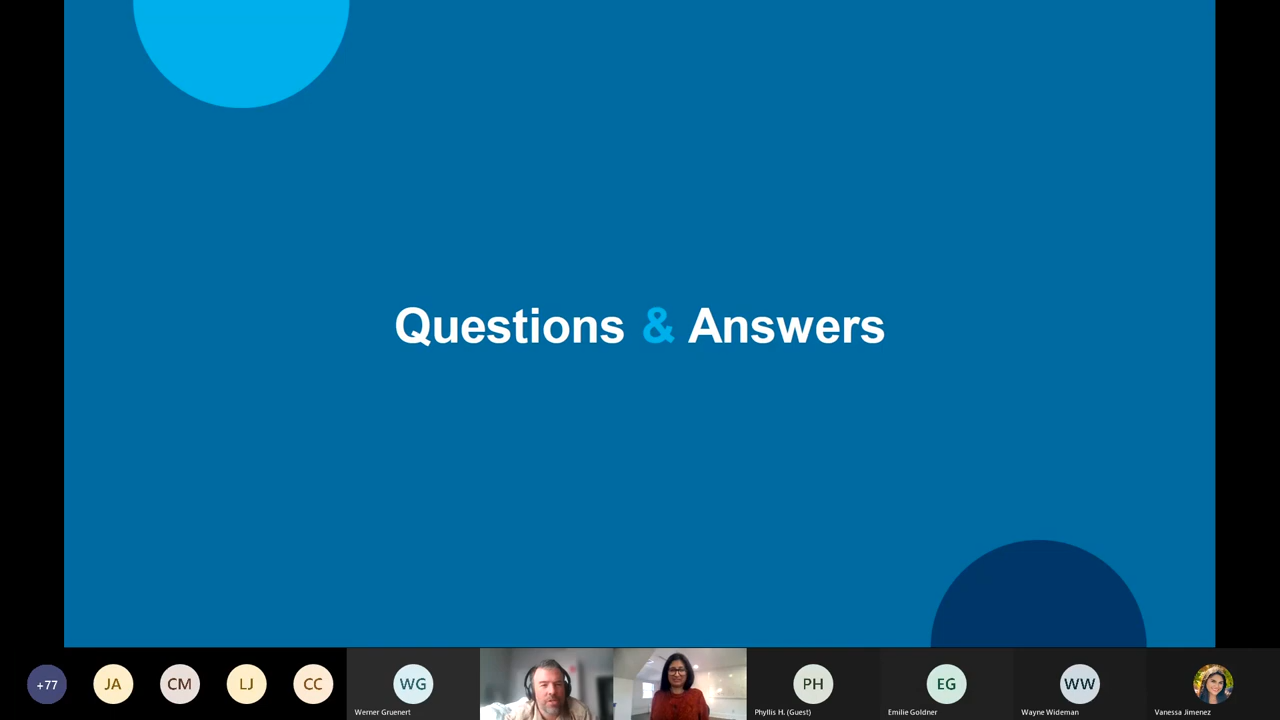 Questions & Answers
+77
JA
CM
LJ
CC
WG
Werner Gruenert
PH
Phyllis H. (Guest)
EG
Emilie Goldner
WW
Wayne Wideman
Vanessa Jimenez